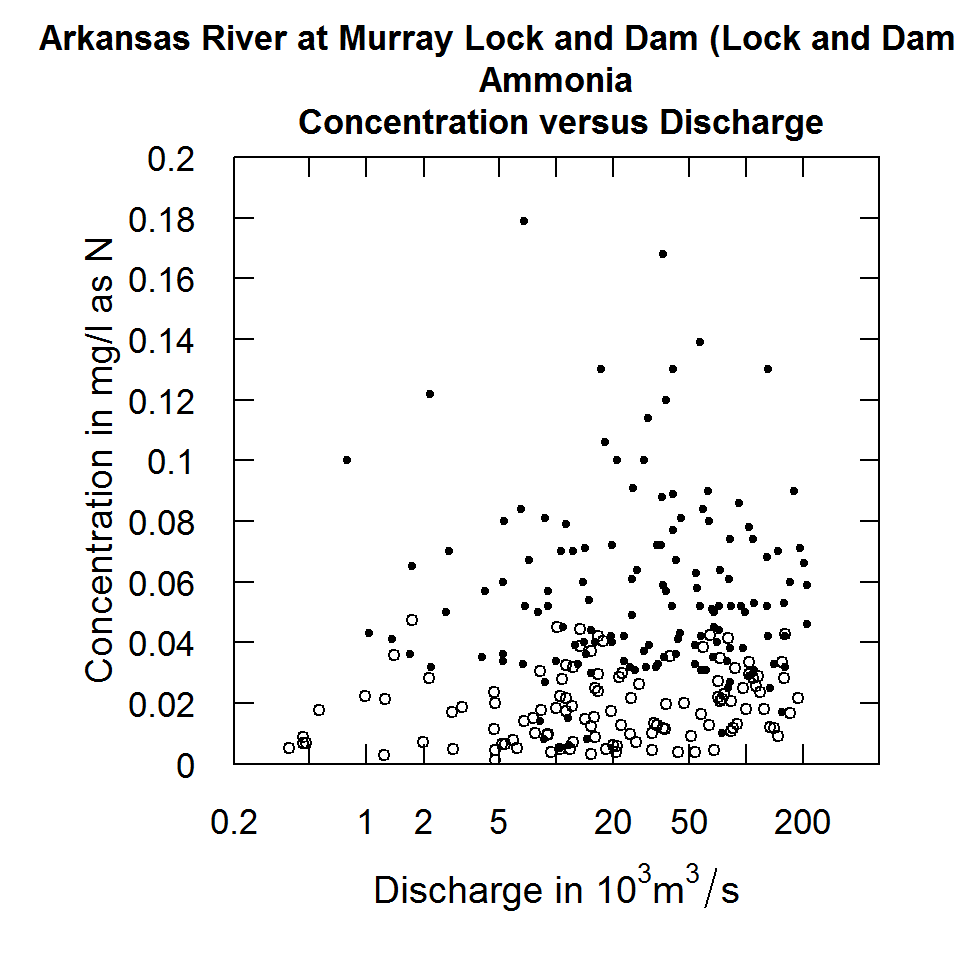 Arkansas River at Murray Lock and Dam (Lock and Dam
Ammonia
Concentration versus Discharge
0.2
0.18
0.16
0.14
0.12
0.1
0.08
0.06
0.04
0.02
0
Concentration in mg/l as N
0.2 1 2 5 20 50 200
Discharge in 10³m³/s